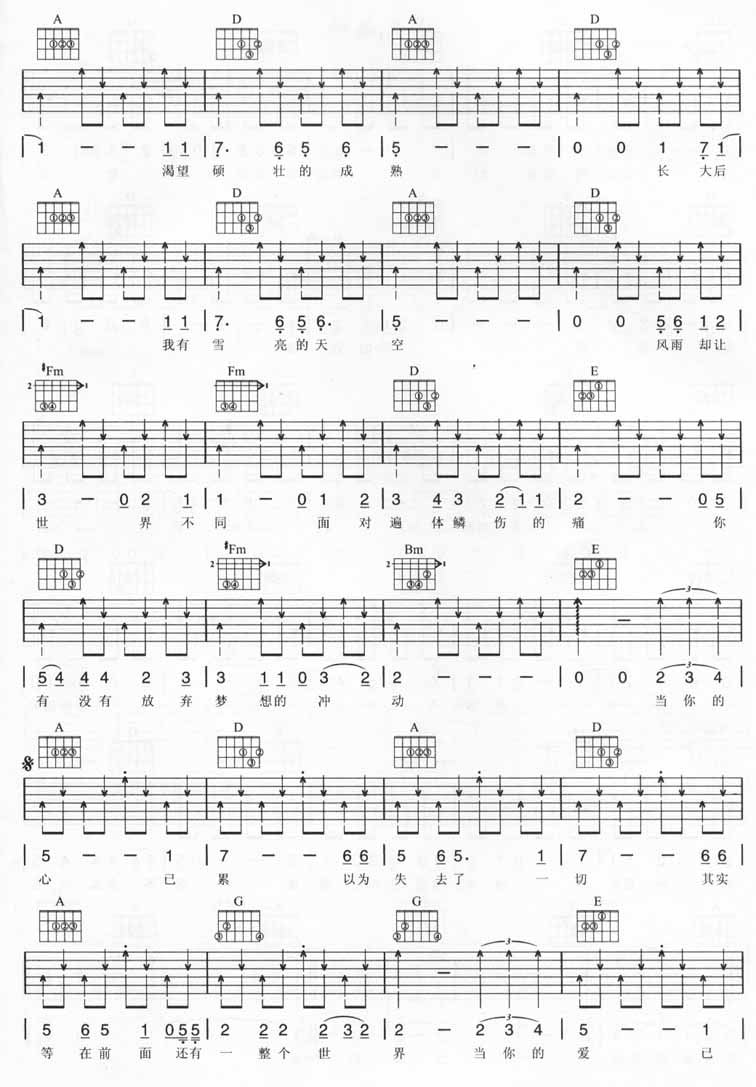 A D A D
1 — — 1 1 | 7· 6 5 6 | 5 — — — | 0 0 1 7 1 |
渴望 硕 壮 的 成 熟 长 大后
A D A D
1 — — 1 1 | 7· 6 5 6· | 5 — — — | 0 0 5 6 1 2 |
我有 雪 亮的天 空 风雨 却让
#Fm Fm D E
2 1 1
3 — 0 2 1 | 1 — 0 1 2 | 3 4 3 2 1 1 | 2 — — 0 5 |
世 界 不 同 面 对 遍 体 鳞 伤 的 痛 你
D #Fm Bm E
2 1 2 1
5 4 4 4 2 3 | 3 1 1 0 3 2 | 2 — — — | 0 0 2 3 4 |
有 没 有 放 弃 梦 想的 冲 动 当 你 的
A D A D
5 — — 1 | 7 — — 6 6 | 5 6 5· 1 | 7 — — 6 6 |
心 已 累 以为 失 去 了 一 切 其实
A G G E
5 6 5 1 0 5 5 | 2 2 2 2 3 2 | 2 — 2 3 4 | 5 — — 1 |
等 在 前 面 还有 一 整 个 世 界 当 你 的 爱 已